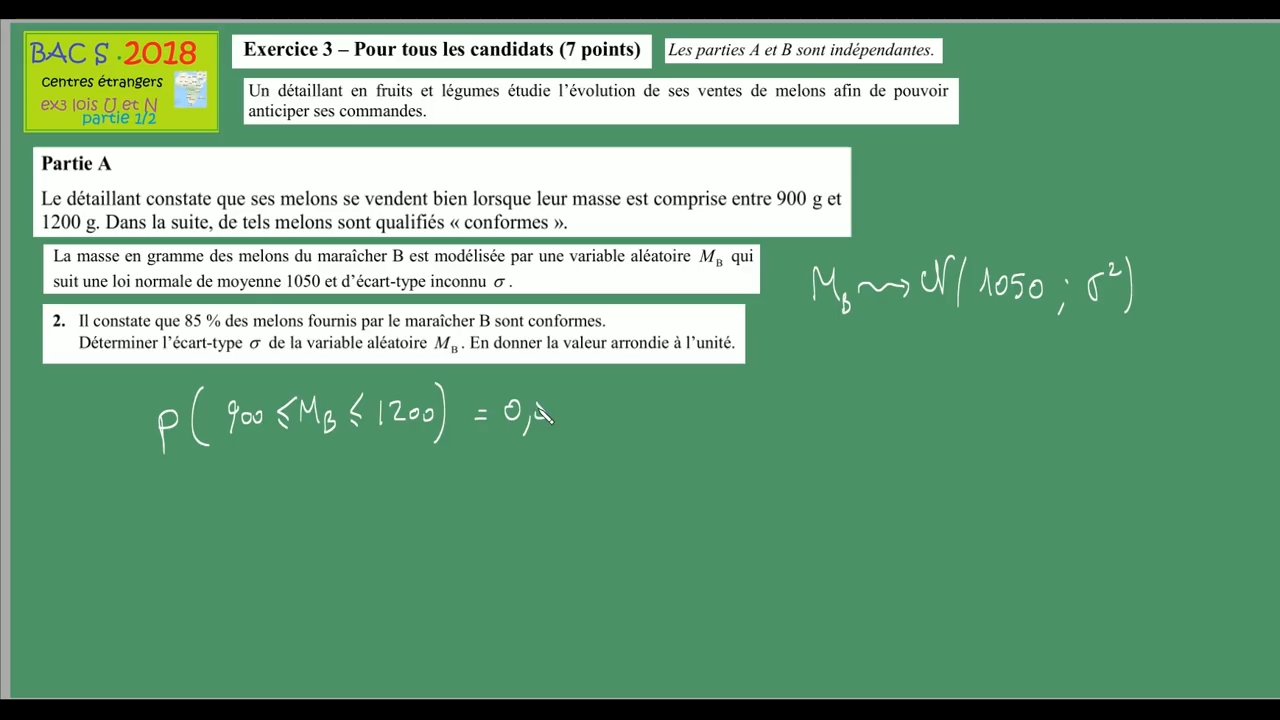 BAC S . 2018
centres étrangers
ex3 lois U et N
partie 1/2
Exercice 3 – Pour tous les candidats (7 points)
Les parties A et B sont indépendantes.
Un détaillant en fruits et légumes étudie l’évolution de ses ventes de melons afin de pouvoir
anticiper ses commandes.
Partie A
Le détaillant constate que ses melons se vendent bien lorsque leur masse est comprise entre 900 g et
1200 g. Dans la suite, de tels melons sont qualifiés « conformes ».
La masse en gramme des melons du maraîcher B est modélisée par une variable aléatoire M_B qui
suit une loi normale de moyenne 1050 et d’écart-type inconnu σ .
M_B ⇝ N(1050 ; σ²)
2. Il constate que 85 % des melons fournis par le maraîcher B sont conformes.
Déterminer l’écart-type σ de la variable aléatoire M_B . En donner la valeur arrondie à l’unité.
P( 900 ≤ M_B ≤ 1200 ) = 0,